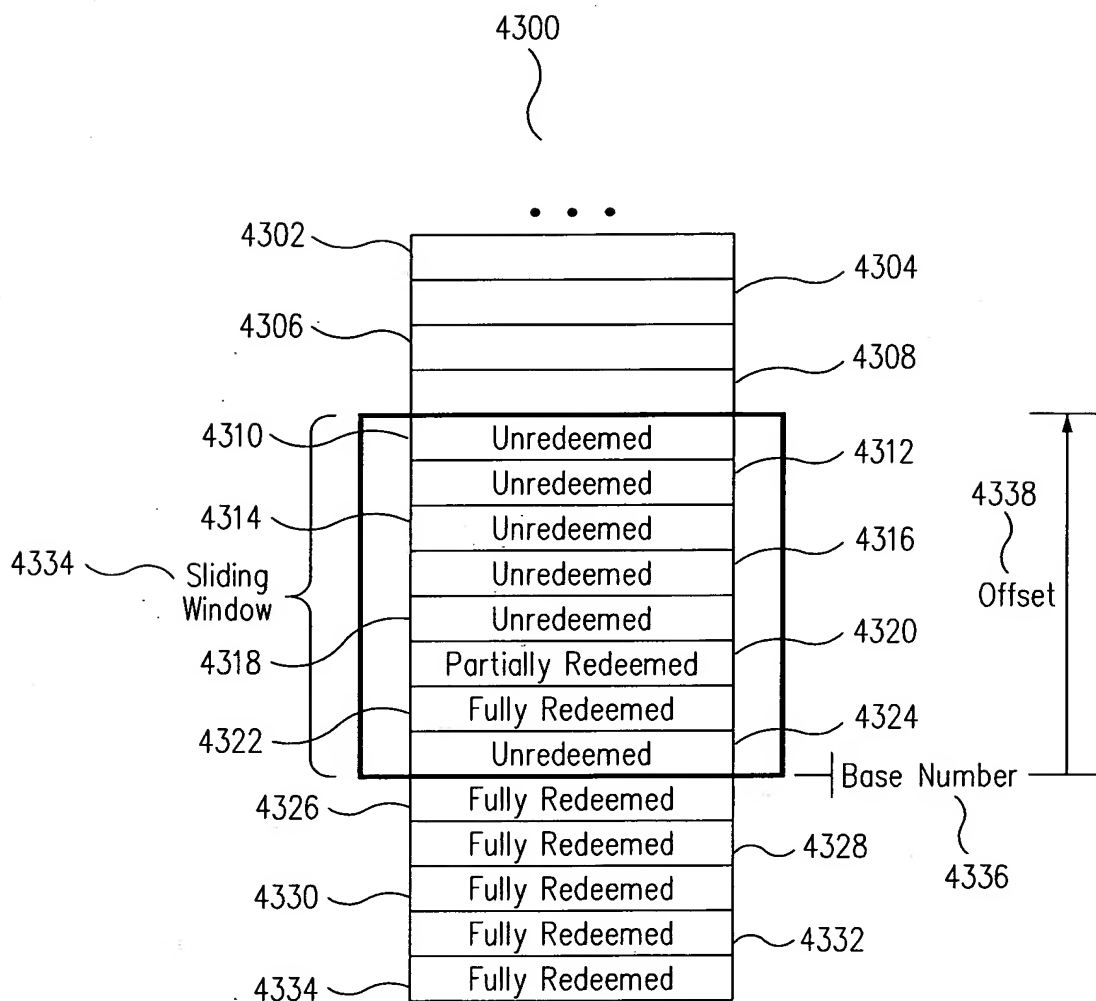 4300
4302
4304
4306
4308
4310
Unredeemed
4312
Unredeemed
4314
Unredeemed
4316
Unredeemed
4334
Sliding
Window
4338
Offset
Unredeemed
4318
4320
Partially Redeemed
Fully Redeemed
4322
4324
Unredeemed
Base Number
4336
4326
Fully Redeemed
Fully Redeemed
4328
4330
Fully Redeemed
Fully Redeemed
4332
4334
Fully Redeemed